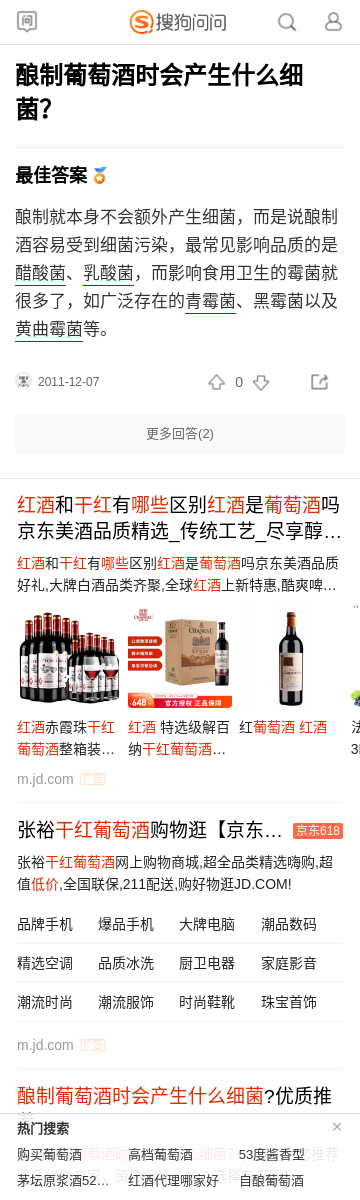 问
搜狗问问
酿制葡萄酒时会产生什么细
菌？
最佳答案
酿制就本身不会额外产生细菌，而是说酿制
酒容易受到细菌污染，最常见影响品质的是
醋酸菌、乳酸菌，而影响食用卫生的霉菌就
很多了，如广泛存在的青霉菌、黑霉菌以及
黄曲霉菌等。
2011-12-07
0
更多回答(2)
红酒和干红有哪些区别红酒是葡萄酒吗
京东美酒品质精选_传统工艺_尽享醇…
红酒和干红有哪些区别红酒是葡萄酒吗京东美酒品质
好礼,大牌白酒品类齐聚,全球红酒上新特惠,酷爽啤…
CHANGYU
648
官方授权 正品保障
红酒赤霞珠干红
葡萄酒整箱装…
红酒 特选级解百
纳干红葡萄酒…
红葡萄酒 红酒
m.jd.com 广告
张裕干红葡萄酒购物逛【京东… 京东618
张裕干红葡萄酒网上购物商城,超全品类精选嗨购,超
值低价,全国联保,211配送,购好物逛JD.COM!
品牌手机 爆品手机 大牌电脑 潮品数码
精选空调 品质冰洗 厨卫电器 家庭影音
潮流时尚 潮流服饰 时尚鞋靴 珠宝首饰
m.jd.com 广告
酿制葡萄酒时会产生什么细菌?优质推
热门搜索
购买葡萄酒 高档葡萄酒 53度酱香型
茅坛原浆酒52… 红酒代理哪家好 自酿葡萄酒